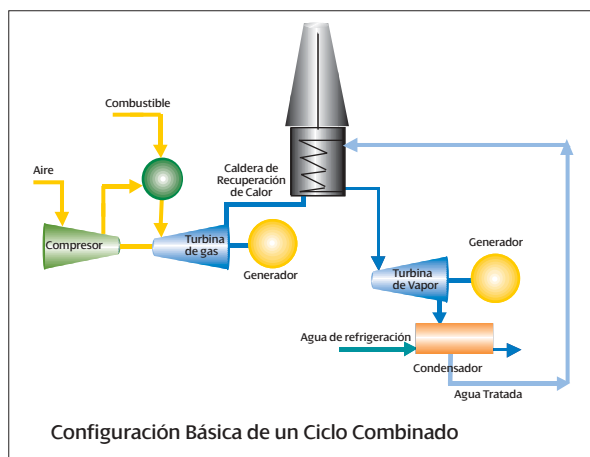 Combustible
Aire
Caldera de
Recuperación
de Calor
Compresor
Turbina
de gas
Generador
Generador
Turbina
de Vapor
Agua de refrigeración
Condensador
Agua Tratada
Configuración Básica de un Ciclo Combinado